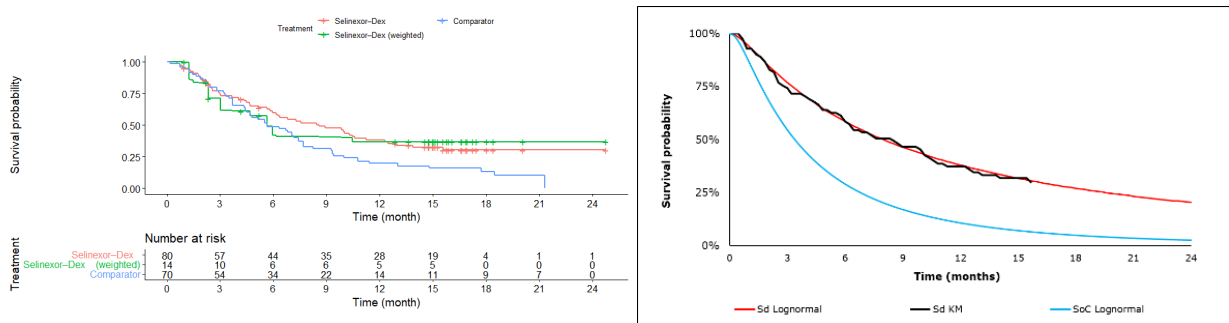 Treatment
Selinexor–Dex
Comparator
Selinexor–Dex (weighted)
Survival probability
1.00
0.75
0.50
0.25
0.00
0 3 6 9 12 15 18 21 24
Time (month)
Number at risk
Treatment
Selinexor–Dex 80 57 44 35 28 19 4 1 1
Selinexor–Dex (weighted) 14 10 6 6 5 5 0 0 0
Comparator 70 54 34 22 14 11 9 7 0
0 3 6 9 12 15 18 21 24
Time (month)
Survival probability
100%
75%
50%
25%
0%
0 3 6 9 12 15 18 21 24
Time (months)
Sd Lognormal
Sd KM
SoC Lognormal